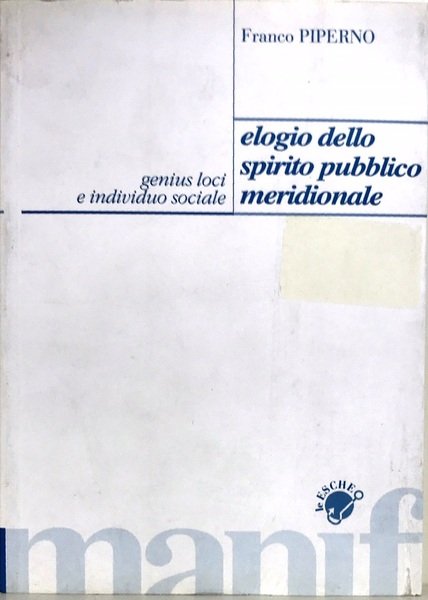 Franco PIPERNO
elogio dello
spirito pubblico
meridionale
genius loci
e individuo sociale
le ESCHE
manif